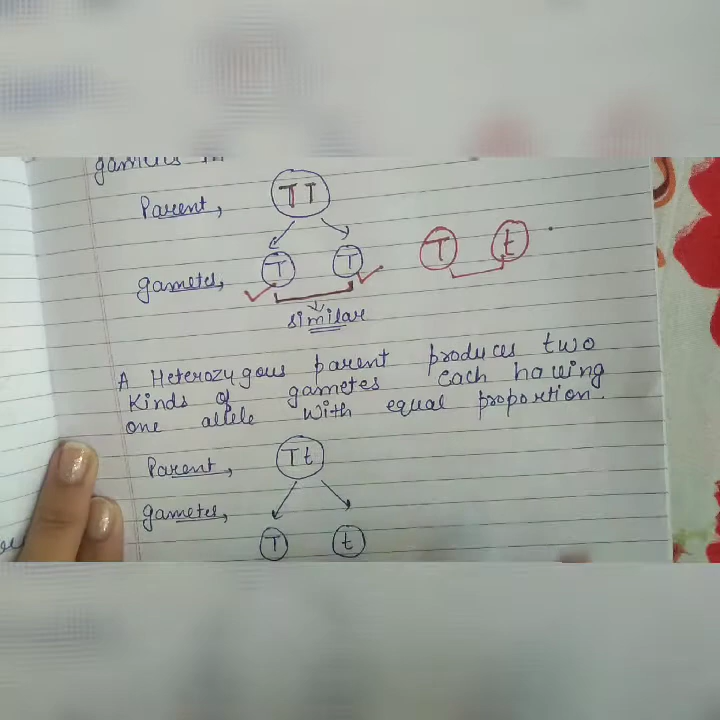 Parent,
TT
gametes,
T T
T t
similar
A Heterozygous parent produces two
Kinds of gametes each having
one allele with equal proportion.
Parent,
Tt
gametes,
T t